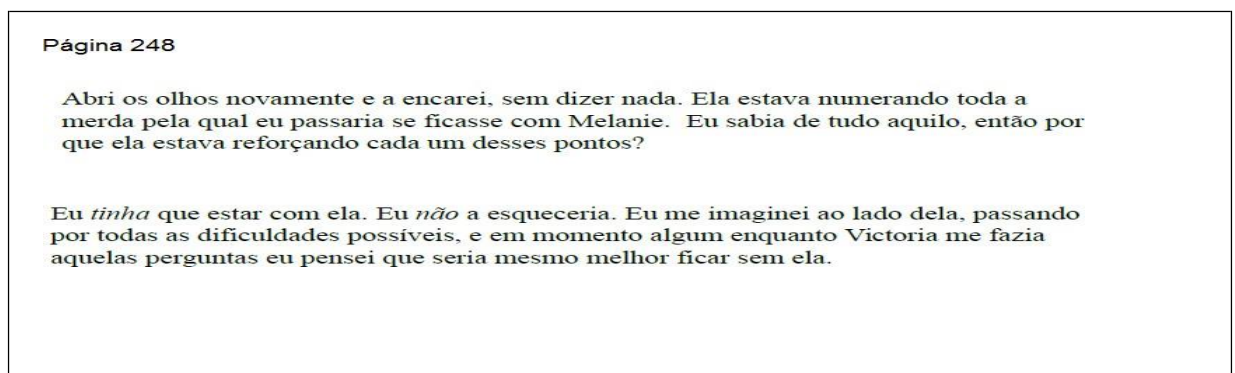 Página 248
Abri os olhos novamente e a encarei, sem dizer nada. Ela estava numerando toda a
merda pela qual eu passaria se ficasse com Melanie. Eu sabia de tudo aquilo, então por
que ela estava reforçando cada um desses pontos?
Eu tinha que estar com ela. Eu não a esqueceria. Eu me imaginei ao lado dela, passando
por todas as dificuldades possíveis, e em momento algum enquanto Victoria me fazia
aquelas perguntas eu pensei que seria mesmo melhor ficar sem ela.